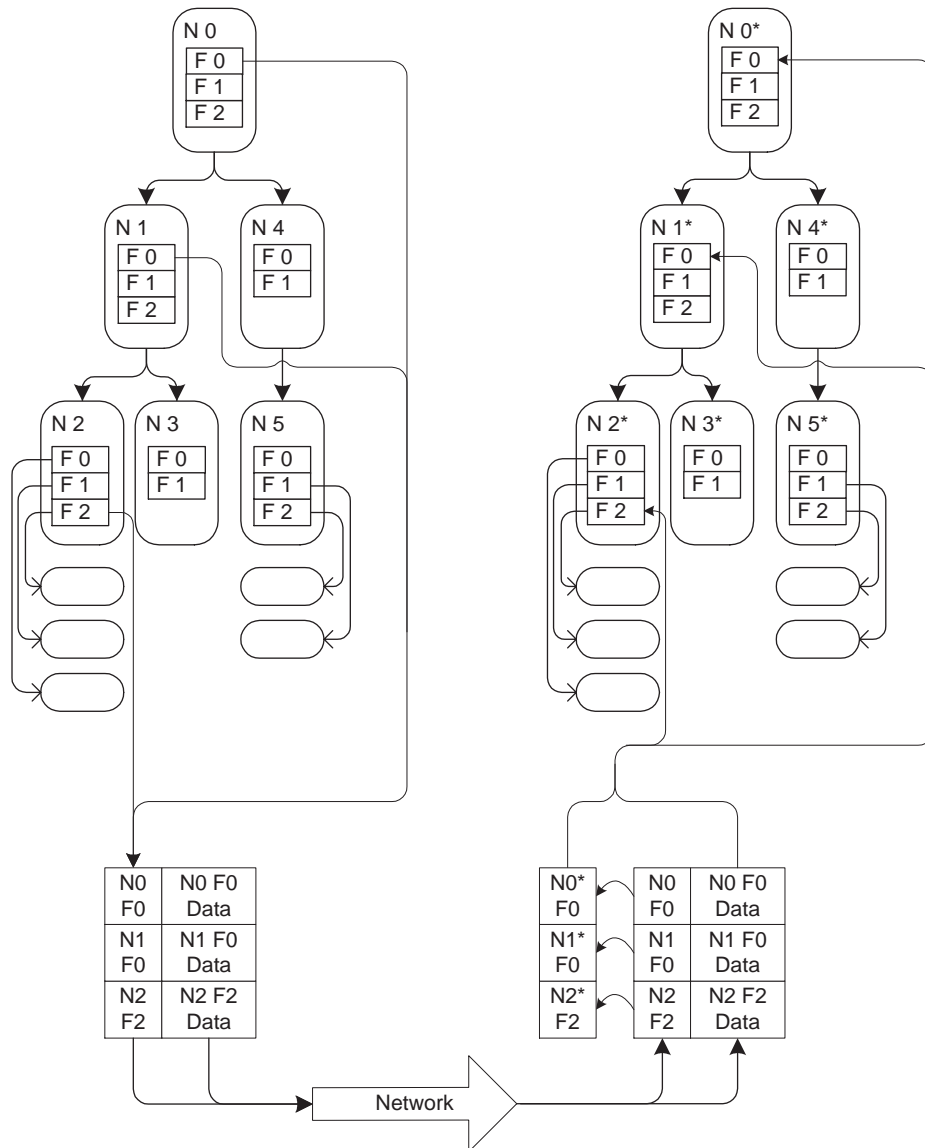 N 0
F 0
F 1
F 2
N 1
F 0
F 1
F 2
N 4
F 0
F 1
N 2
F 0
F 1
F 2
N 3
F 0
F 1
N 5
F 0
F 1
F 2
N0
F0
N0 F0
Data
N1
F0
N1 F0
Data
N2
F2
N2 F2
Data
Network
N 0*
F 0
F 1
F 2
N 1*
F 0
F 1
F 2
N 4*
F 0
F 1
N 2*
F 0
F 1
F 2
N 3*
F 0
F 1
N 5*
F 0
F 1
F 2
N0*
F0
N0
F0
N0 F0
Data
N1*
F0
N1
F0
N1 F0
Data
N2*
F2
N2
F2
N2 F2
Data